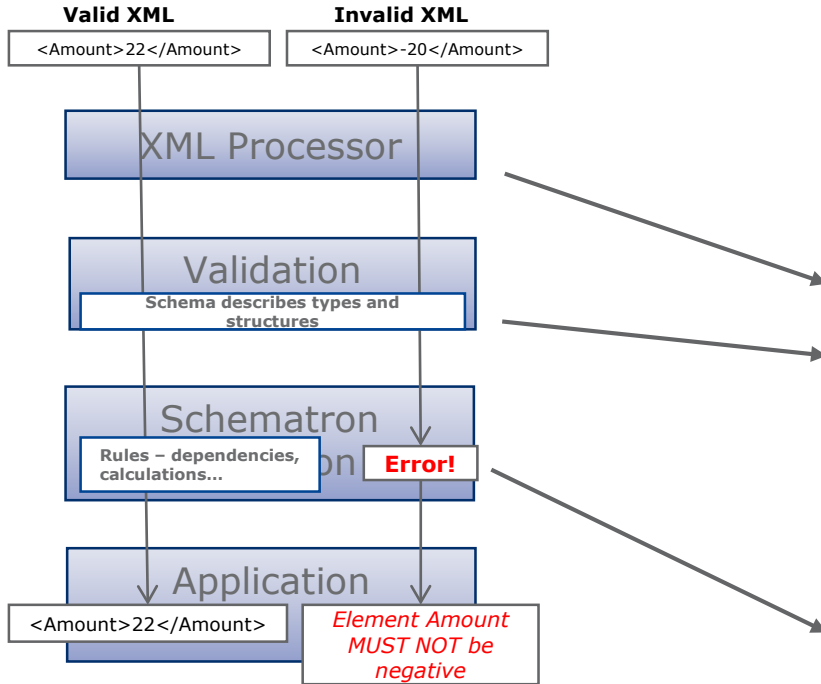 Valid XML
Invalid XML
<Amount>22</Amount>
<Amount>-20</Amount>
XML Processor
Validation
Schema describes types and
structures
Schematron
on
Rules – dependencies,
calculations...
Error!
Application
<Amount>22</Amount>
Element Amount
MUST NOT be
negative